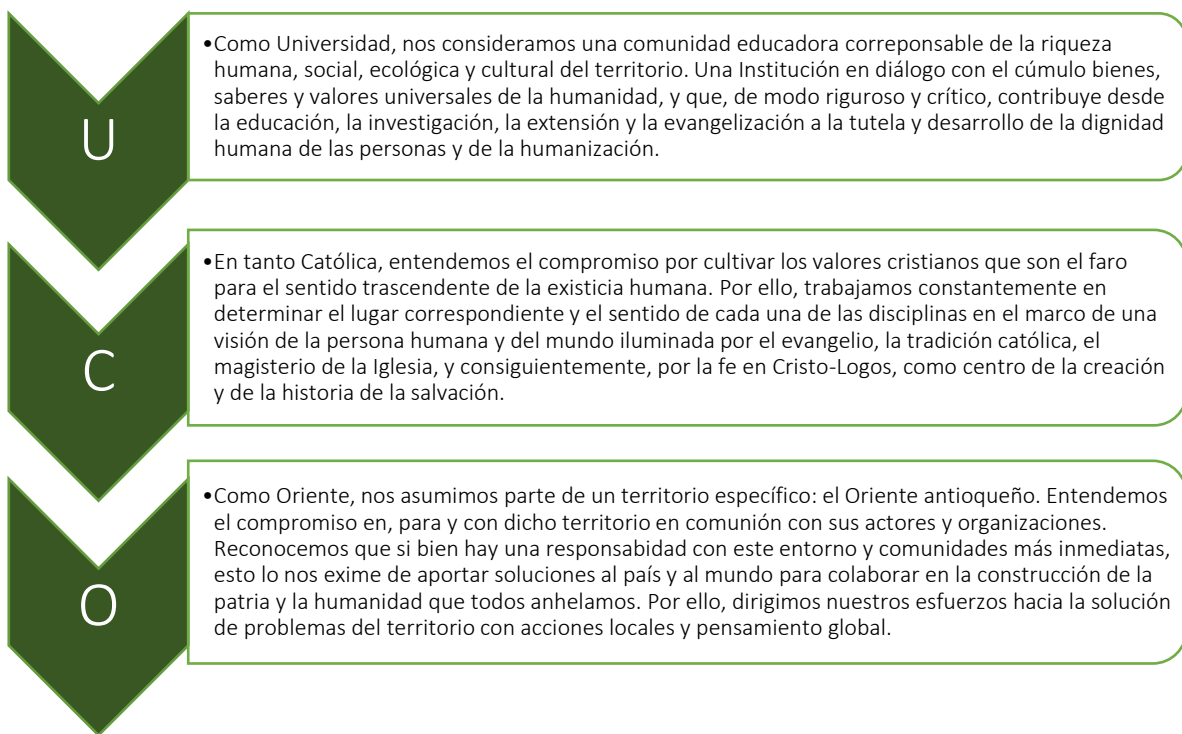 U
•Como Universidad, nos consideramos una comunidad educadora correponsable de la riqueza
humana, social, ecológica y cultural del territorio. Una Institución en diálogo con el cúmulo bienes,
saberes y valores universales de la humanidad, y que, de modo riguroso y crítico, contribuye desde
la educación, la investigación, la extensión y la evangelización a la tutela y desarrollo de la dignidad
humana de las personas y de la humanización.
C
•En tanto Católica, entendemos el compromiso por cultivar los valores cristianos que son el faro
para el sentido trascendente de la existicia humana. Por ello, trabajamos constantemente en
determinar el lugar correspondiente y el sentido de cada una de las disciplinas en el marco de una
visión de la persona humana y del mundo iluminada por el evangelio, la tradición católica, el
magisterio de la Iglesia, y consiguientemente, por la fe en Cristo-Logos, como centro de la creación
y de la historia de la salvación.
O
•Como Oriente, nos asumimos parte de un territorio específico: el Oriente antioqueño. Entendemos
el compromiso en, para y con dicho territorio en comunión con sus actores y organizaciones.
Reconocemos que si bien hay una responsabidad con este entorno y comunidades más inmediatas,
esto lo nos exime de aportar soluciones al país y al mundo para colaborar en la construcción de la
patria y la humanidad que todos anhelamos. Por ello, dirigimos nuestros esfuerzos hacia la solución
de problemas del territorio con acciones locales y pensamiento global.